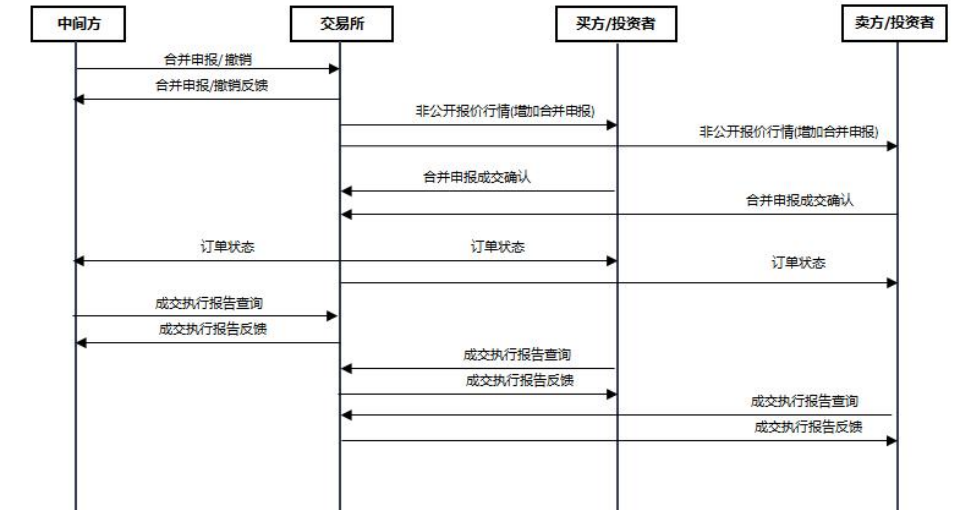 中间方
交易所
买方/投资者
卖方/投资者
合并申报/撤销
合并申报/撤销反馈
非公开报价行情(增加合并申报)
非公开报价行情(增加合并申报)
合并申报成交确认
合并申报成交确认
订单状态
订单状态
订单状态
成交执行报告查询
成交执行报告反馈
成交执行报告查询
成交执行报告反馈
成交执行报告查询
成交执行报告反馈